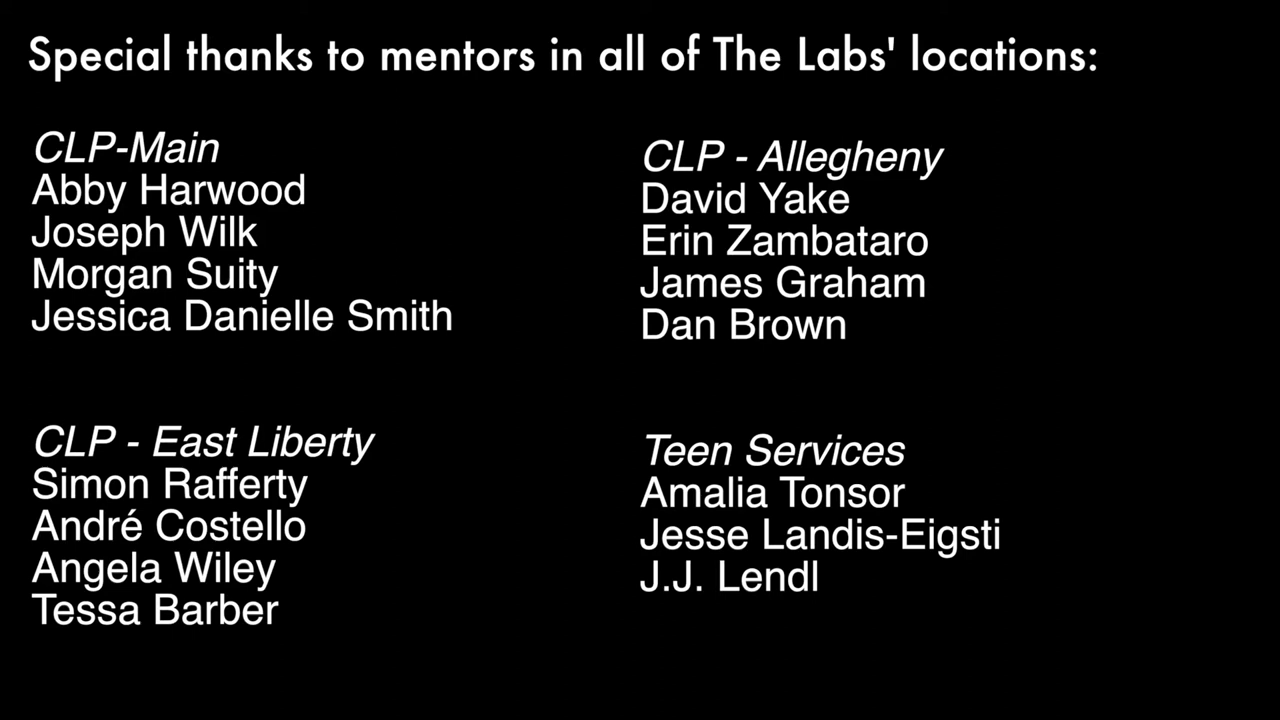 Special thanks to mentors in all of The Labs' locations:
CLP-Main
Abby Harwood
Joseph Wilk
Morgan Suity
Jessica Danielle Smith
CLP - East Liberty
Simon Rafferty
André Costello
Angela Wiley
Tessa Barber
CLP - Allegheny
David Yake
Erin Zambataro
James Graham
Dan Brown
Teen Services
Amalia Tonsor
Jesse Landis-Eigsti
J.J. Lendl